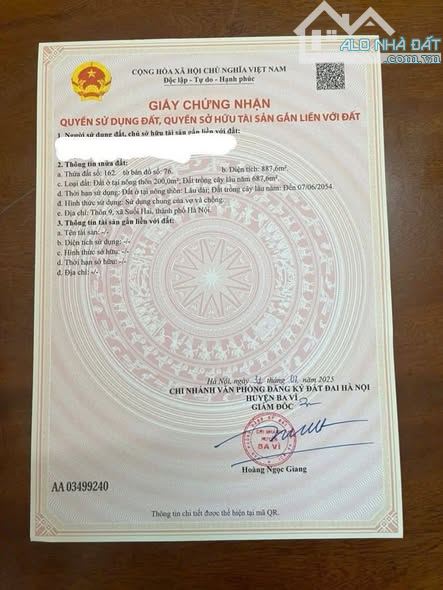 ALO NHÀ ĐẤT
CỘNG HÒA XÃ HỘI CHỦ NGHĨA VIỆT NAM
Độc lập - Tự do - Hạnh phúc
GIẤY CHỨNG NHẬN
QUYỀN SỬ DỤNG ĐẤT, QUYỀN SỞ HỮU TÀI SẢN GẮN LIỀN VỚI ĐẤT
1. Người sử dụng đất, chủ sở hữu tài sản gắn liền với đất:
2. Thông tin thửa đất:
a. Thửa đất số: 162. tờ bản đồ số: 76. b. Diện tích: 887,6m².
c. Loại đất: Đất ở tại nông thôn 200,0m²; Đất trồng cây lâu năm 687,6m².
d. Thời hạn sử dụng: Đất ở tại nông thôn: Lâu dài; Đất trồng cây lâu năm: Đến 07/06/2054.
đ. Hình thức sử dụng: Sử dụng chung của vợ và chồng.
e. Địa chỉ: Thôn 9, xã Suối Hai, thành phố Hà Nội.
3. Thông tin tài sản gắn liền với đất:
a. Tên tài sản: -/-
b. Diện tích sử dụng: -/-
c. Hình thức sở hữu: -/-
d. Thời hạn sở hữu: -/-
đ. Địa chỉ: -/-
Hà Nội, ngày 31 tháng 07 năm 2025
CHI NHÁNH VĂN PHÒNG ĐĂNG KÝ ĐẤT ĐAI HÀ NỘI
HUYỆN BA VÌ
GIÁM ĐỐC
CHI NHÁNH
HUYỆN
BA VÌ
Hoàng Ngọc Giang
AA 03499240
Thông tin chi tiết được thể hiện tại mã QR.